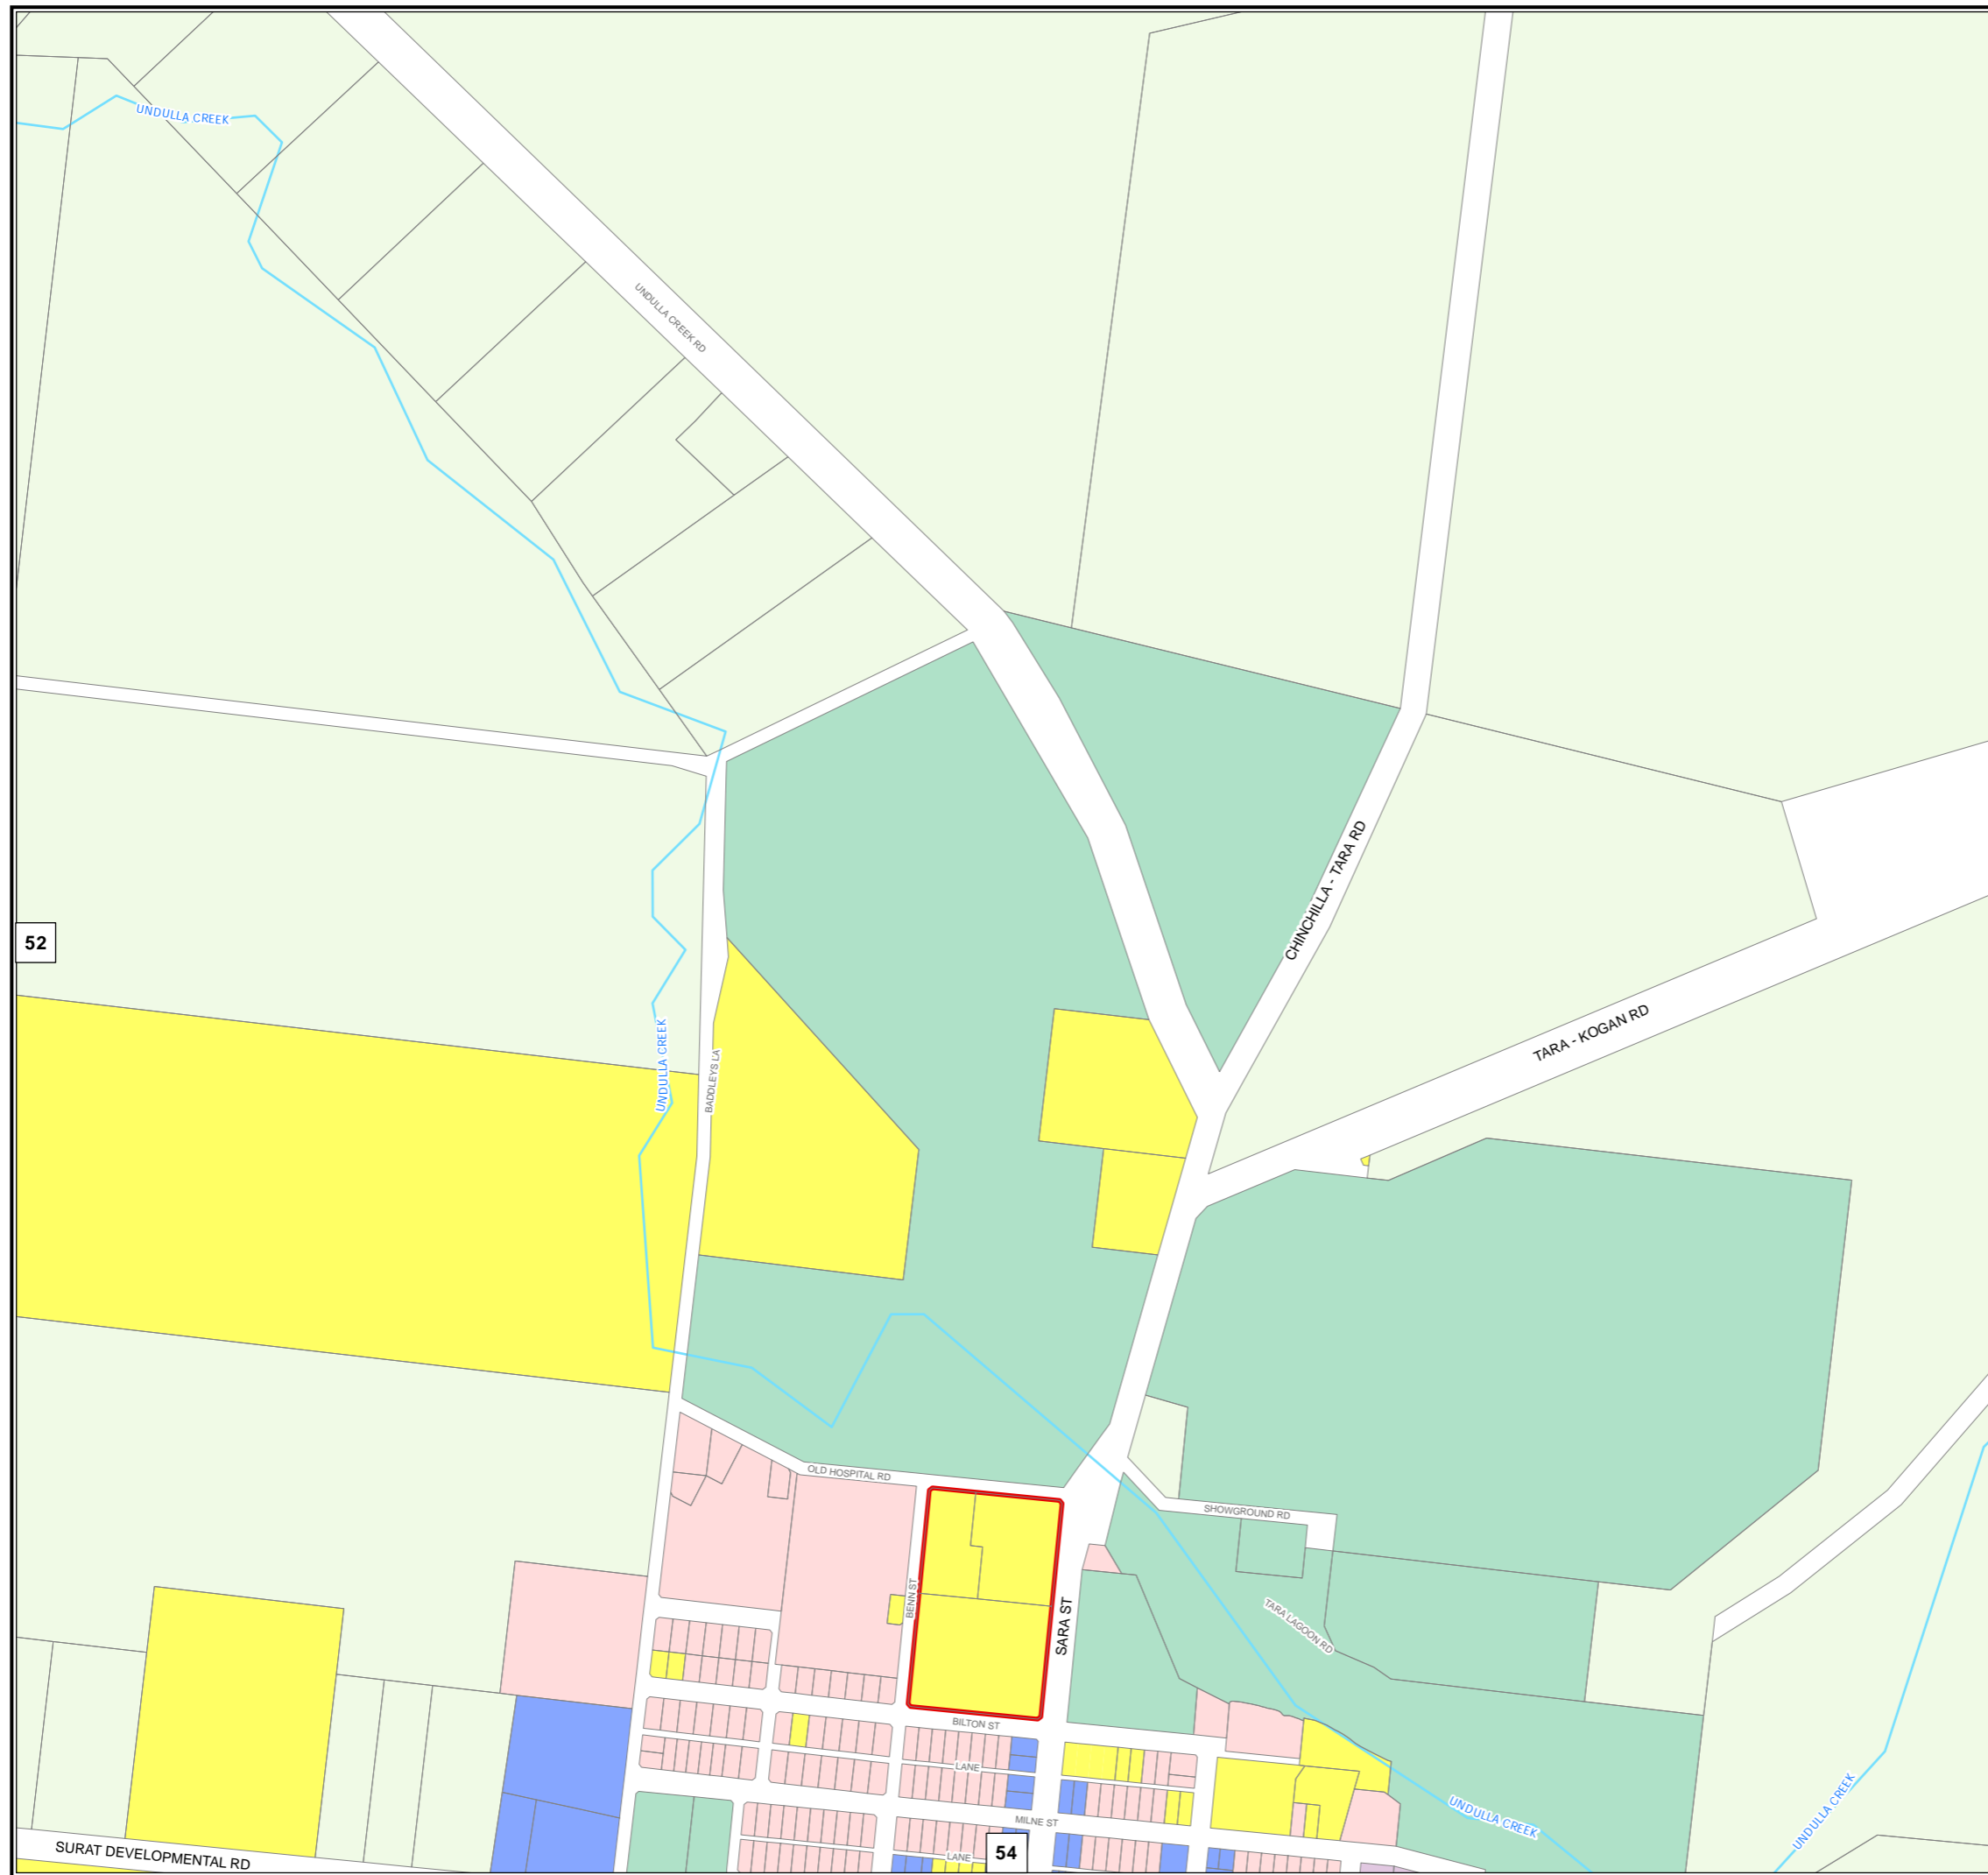 UNDULLA CREEK
UNDULLA CREEK RD
CHINCHILLA - TARA RD
52
TARA - KOGAN RD
UNDULLA CREEK
BADDLEYS LA
OLD HOSPITAL RD
SHOWGROUND RD
BENN ST
SARA ST
TARA LAGOON RD
BILTON ST
LANE
MILNE ST
UNDULLA CREEK
UNDULLA CREEK
SURAT DEVELOPMENTAL RD
LANE
54